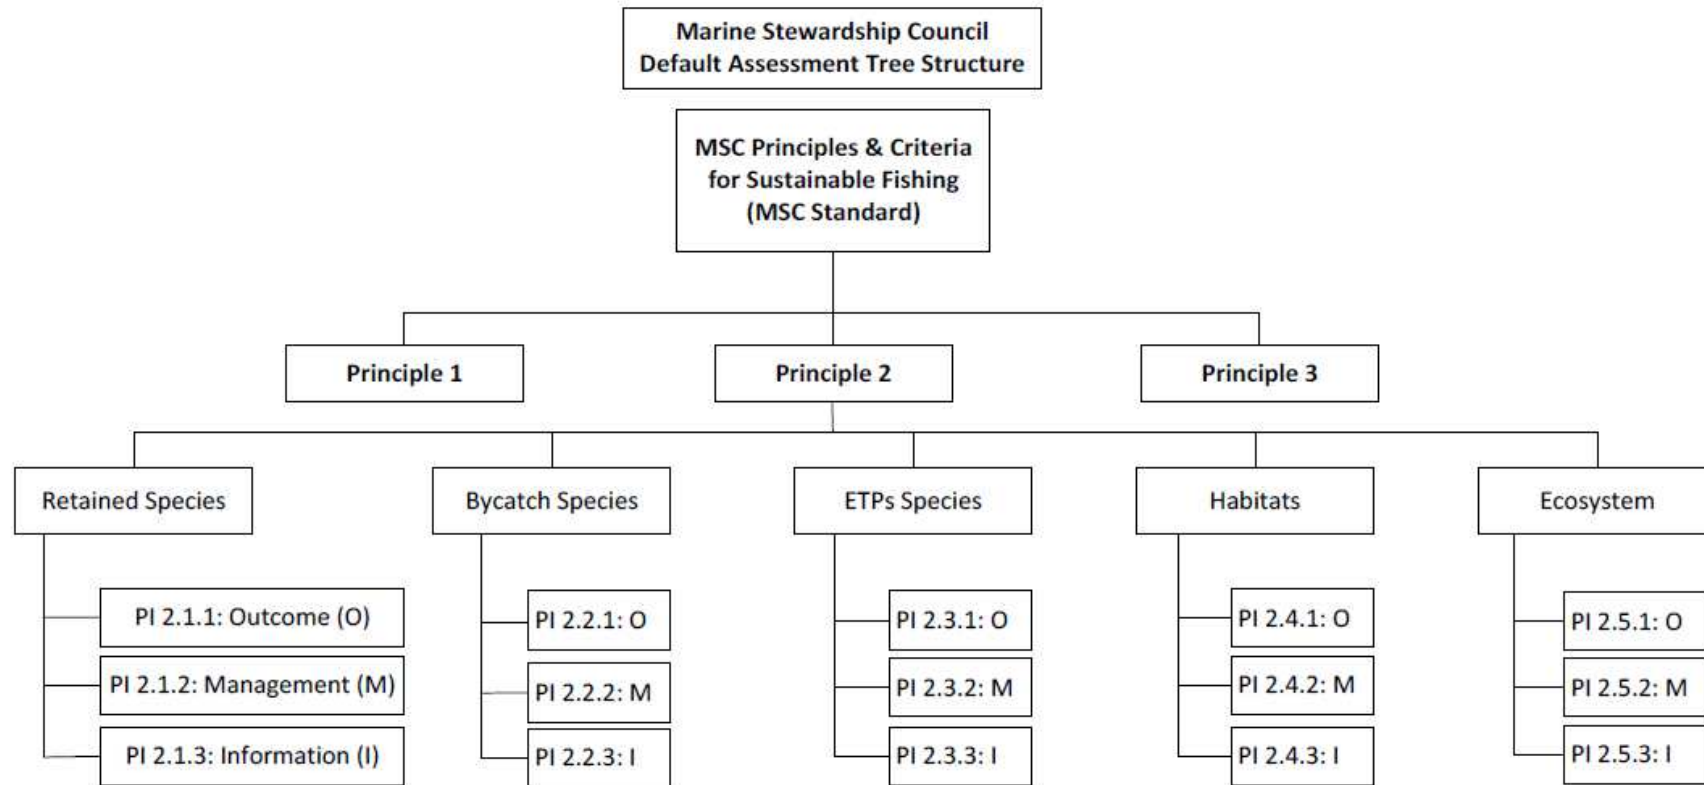 Marine Stewardship Council
Default Assessment Tree Structure
MSC Principles & Criteria
for Sustainable Fishing
(MSC Standard)
Principle 1
Principle 2
Principle 3
Retained Species
Bycatch Species
ETPs Species
Habitats
Ecosystem
PI 2.1.1: Outcome (O)
PI 2.1.2: Management (M)
PI 2.1.3: Information (I)
PI 2.2.1: O
PI 2.2.2: M
PI 2.2.3: I
PI 2.3.1: O
PI 2.3.2: M
PI 2.3.3: I
PI 2.4.1: O
PI 2.4.2: M
PI 2.4.3: I
PI 2.5.1: O
PI 2.5.2: M
PI 2.5.3: I